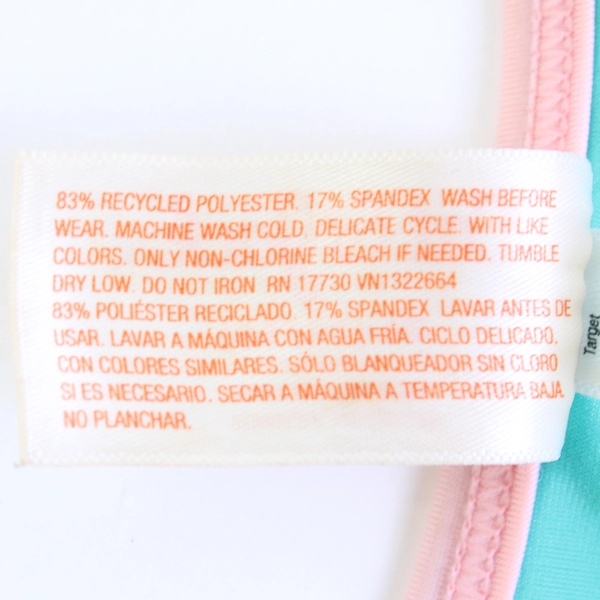 83% RECYCLED POLYESTER. 17% SPANDEX WASH BEFORE
WEAR. MACHINE WASH COLD. DELICATE CYCLE. WITH LIKE
COLORS. ONLY NON-CHLORINE BLEACH IF NEEDED. TUMBLE
DRY LOW. DO NOT IRON RN 17730 VN1322664
83% POLIÉSTER RECICLADO. 17% SPANDEX LAVAR ANTES DE
USAR. LAVAR A MÁQUINA CON AGUA FRÍA. CICLO DELICADO.
CON COLORES SIMILARES. SÓLO BLANQUEADOR SIN CLORO
SI ES NECESARIO. SECAR A MÁQUINA A TEMPERATURA BAJA.
NO PLANCHAR.
Target